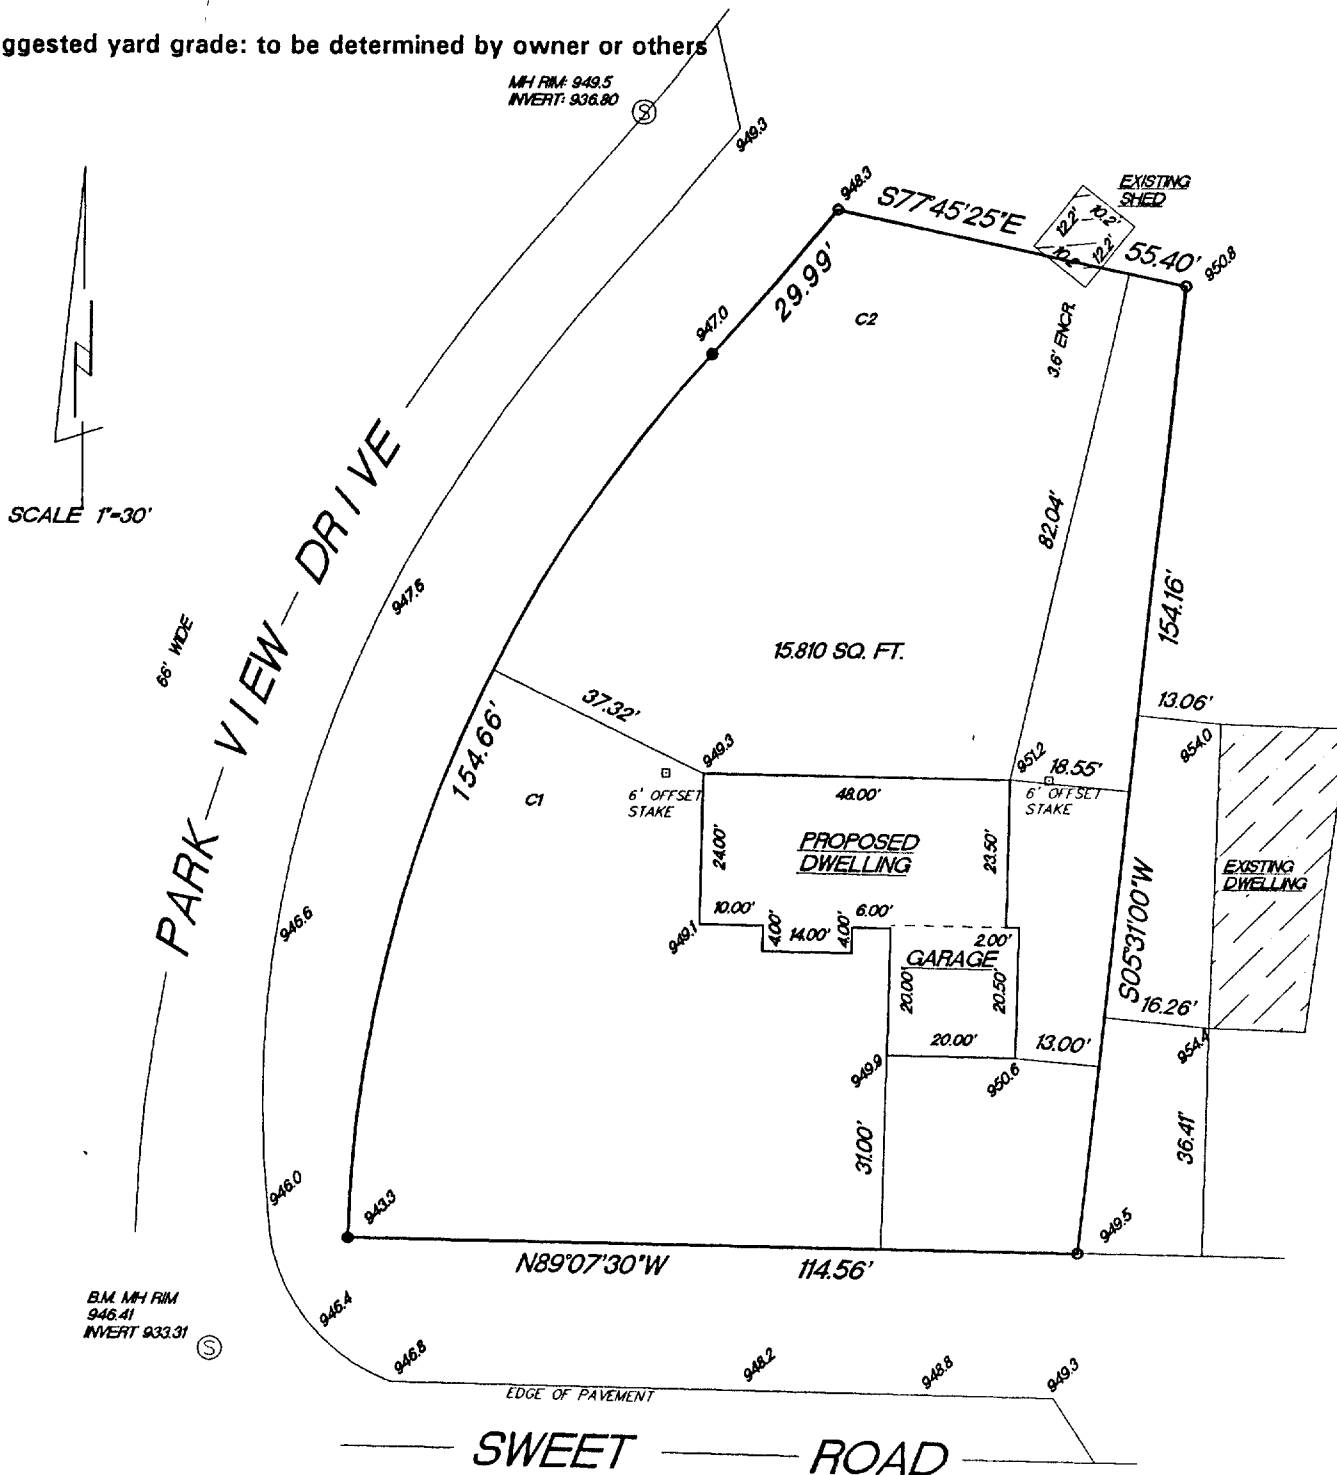 ggested yard grade: to be determined by owner or others
MH RIM: 949.5
INVERT: 936.80
S
949.3
948.3
S77°45'25"E
EXISTING
SHED
12.2'
10.2'
12.2'
55.40'
950.8
29.99'
947.0
C2
3.6' ENCR.
SCALE 1"=30'
PARK VIEW DRIVE
66' WIDE
947.6
82.04'
154.16'
15.810 SQ. FT.
37.32'
154.66'
C1
949.3
951.2
18.55'
13.06'
954.0
6' OFFSET
STAKE
48.00'
6' OFFSET
STAKE
24.00'
PROPOSED
DWELLING
23.50'
EXISTING
DWELLING
946.6
949.1
10.00'
4.00'
14.00'
4.00'
6.00'
2.00'
GARAGE
20.00'
20.50'
S05°31'00"W
16.26'
20.00'
13.00'
949.9
950.6
954.4
31.00'
36.41'
946.0
943.3
949.5
N89°07'30"W
114.56'
B.M. MH RIM
946.41
INVERT 933.31
S
946.4
946.8
948.2
948.8
949.3
EDGE OF PAVEMENT
SWEET ROAD